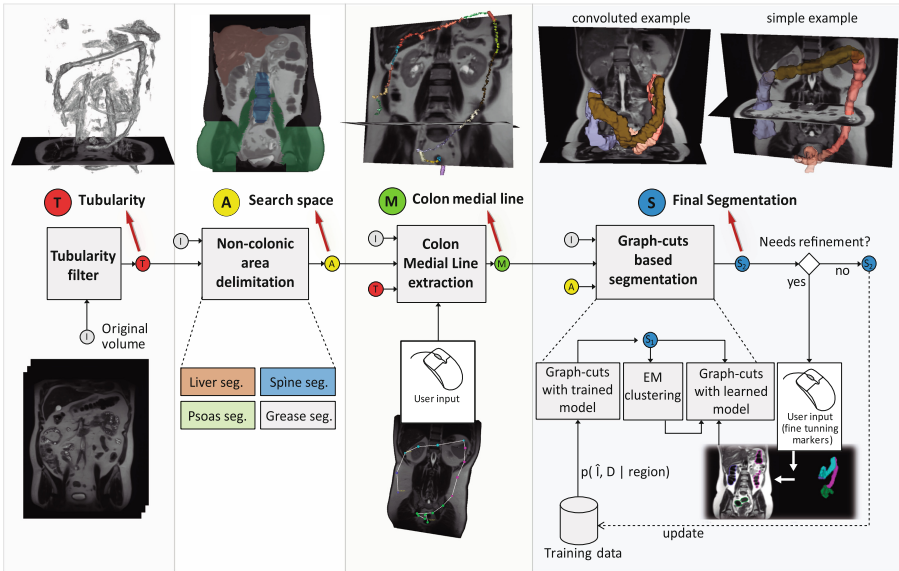 convoluted example
simple example
T Tubularity
A Search space
M Colon medial line
S Final Segmentation
Tubularity
filter
T
I
Original
volume
I
Non-colonic
area
delimitation
A
Liver seg.
Spine seg.
Psoas seg.
Grease seg.
I
T
Colon
Medial Line
extraction
M
User input
I
A
Graph-cuts
based
segmentation
S₂
Needs refinement?
yes
no
S₂
S₁
Graph-cuts
with trained
model
EM
clustering
Graph-cuts
with learned
model
User input
(fine tunning
markers)
p( Î, D | region)
Training data
update